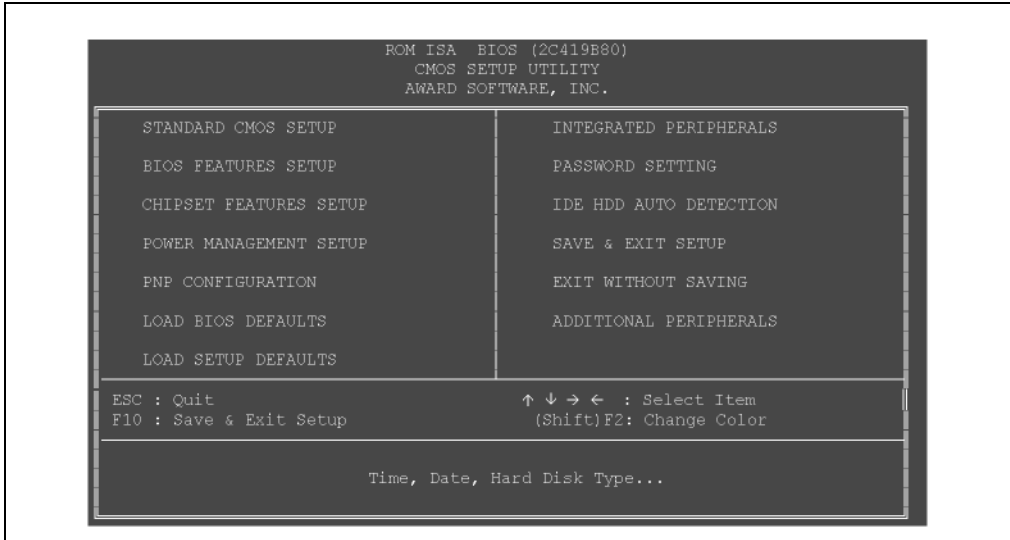 ROM ISA BIOS (2C419B80)
CMOS SETUP UTILITY
AWARD SOFTWARE, INC.
STANDARD CMOS SETUP
BIOS FEATURES SETUP
CHIPSET FEATURES SETUP
POWER MANAGEMENT SETUP
PNP CONFIGURATION
LOAD BIOS DEFAULTS
LOAD SETUP DEFAULTS
INTEGRATED PERIPHERALS
PASSWORD SETTING
IDE HDD AUTO DETECTION
SAVE & EXIT SETUP
EXIT WITHOUT SAVING
ADDITIONAL PERIPHERALS
ESC : Quit
F10 : Save & Exit Setup
↑ ↓ → ← : Select Item
(Shift)F2: Change Color
Time, Date, Hard Disk Type...